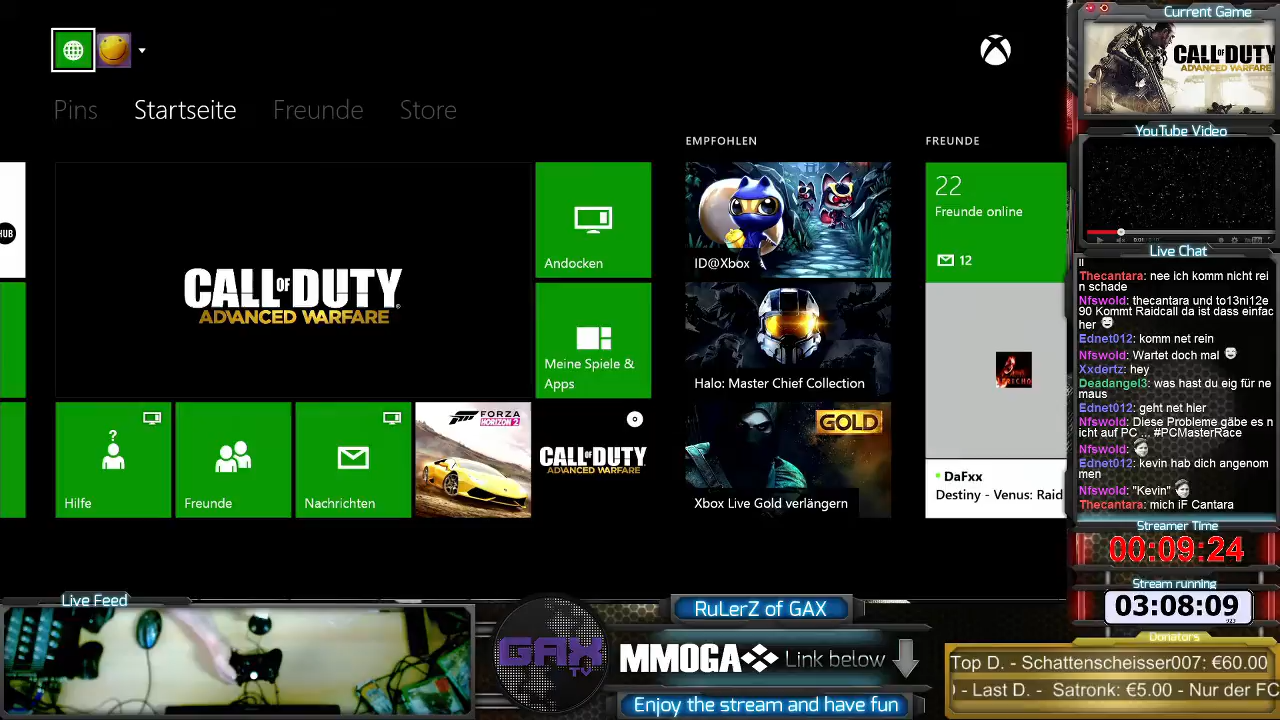 Pins
Startseite
Freunde
Store
HUB
CALL OF DUTY
ADVANCED WARFARE
Andocken
Meine Spiele &
Apps
Hilfe
Freunde
Nachrichten
FORZA
HORIZON 2
CALL OF DUTY
ADVANCED WARFARE
EMPFOHLEN
ID@Xbox
Halo: Master Chief Collection
GOLD
Xbox Live Gold verlängern
FREUNDE
22
Freunde online
12
DaFxx
Destiny - Venus: Raid
Current Game
CALL OF DUTY
ADVANCED WARFARE
YouTube Video
Live Chat
ll
Thecantara: nee ich komm nicht rei
n schade
Nfswold: thecantara und to13ni12e
90 Kommt Raidcall da ist dass einfac
her
Ednet012: komm net rein
Nfswold: Wartet doch mal
Xxdertz: hey
Deadangel3: was hast du eig für ne
maus
Ednet012: geht net hier
Nfswold: Diese Probleme gäbe es n
icht auf PC ... #PCMasterRace
Nfswold:
Ednet012: kevin hab dich angenom
men
Nfswold: "Kevin"
Thecantara: mich iF Cantara
Streamer Time
00:09:24
Stream running
03:08:09
923
Live Feed
GAX
TV
RuLerZ of GAX
MMOGA Link below
Enjoy the stream and have fun
Donators
Top D. - Schattenscheisser007: €60.00
- Last D. - Satronk: €5.00 - Nur der FC